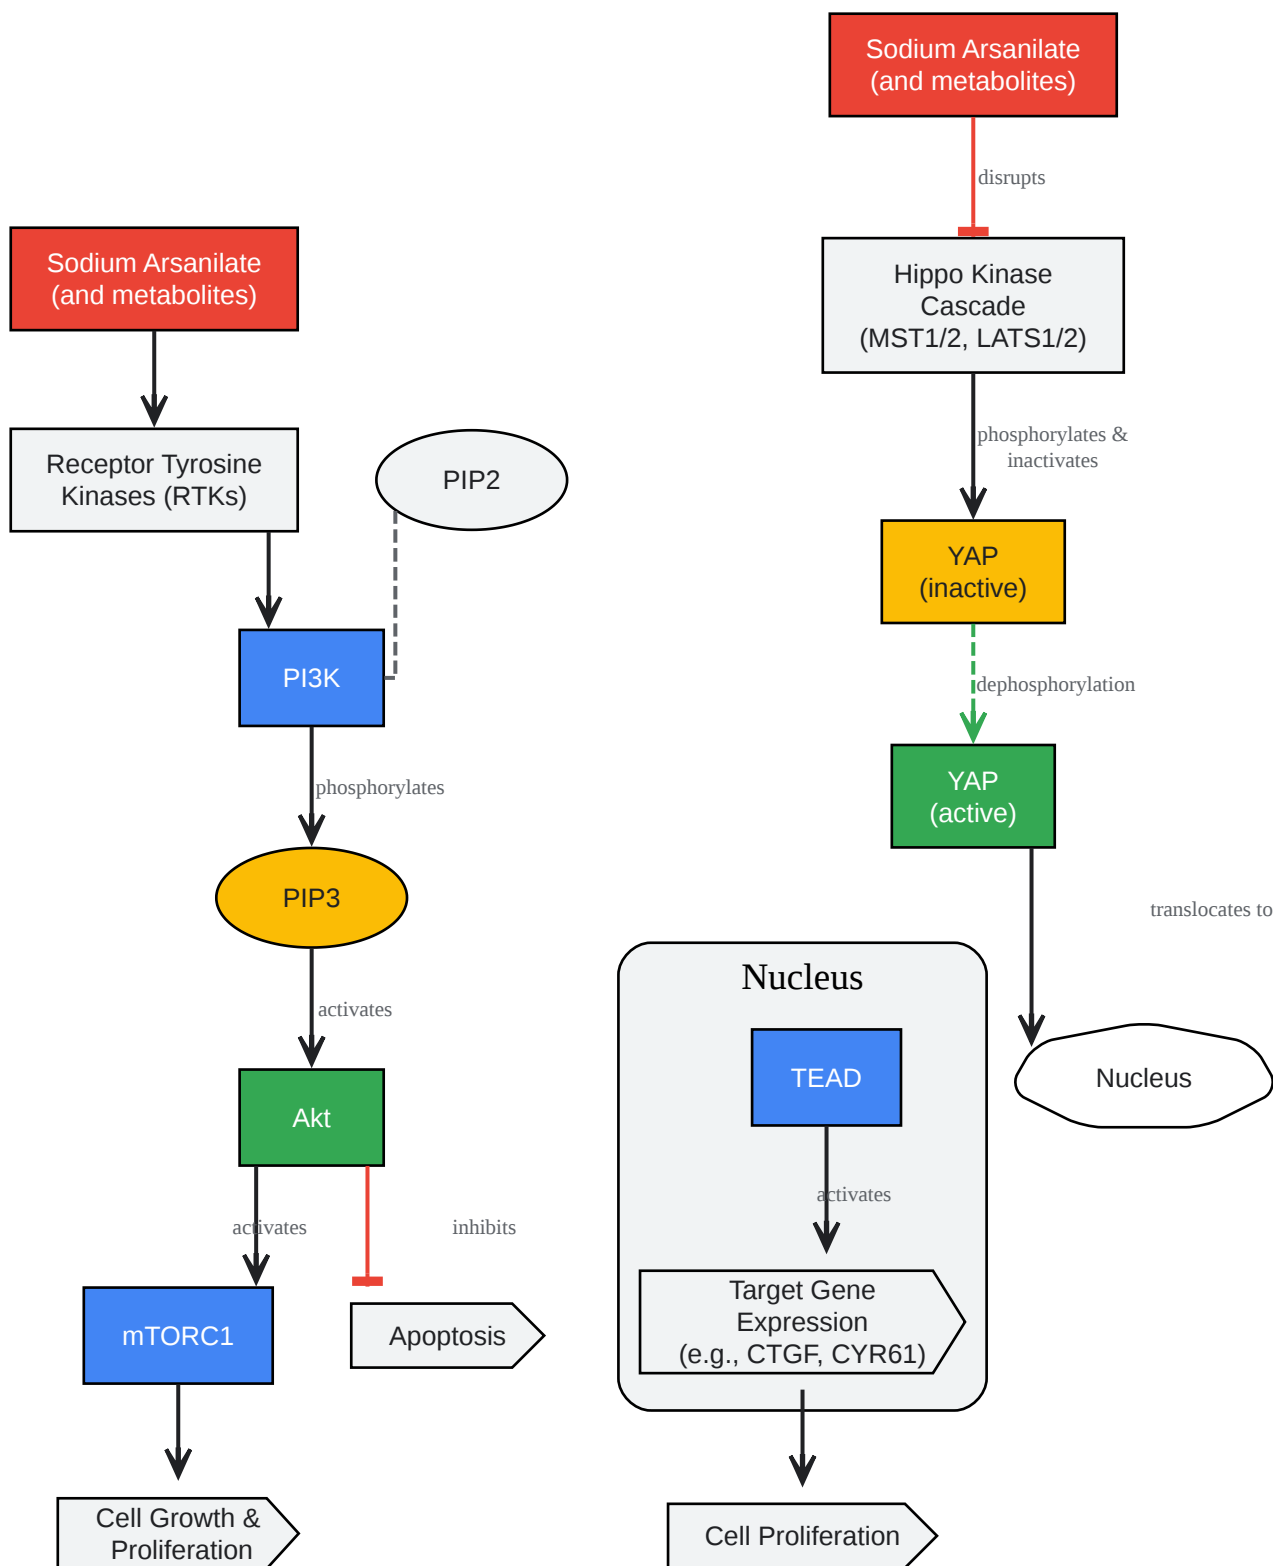 Sodium Arsanilate
(and metabolites)
Receptor Tyrosine
Kinases (RTKs)
PIP2
PI3K
phosphorylates
PIP3
activates
Akt
activates
inhibits
mTORC1
Apoptosis
Cell Growth &
Proliferation
Sodium Arsanilate
(and metabolites)
disrupts
Hippo Kinase
Cascade
(MST1/2, LATS1/2)
phosphorylates &
inactivates
YAP
(inactive)
dephosphorylation
YAP
(active)
translocates to
Nucleus
Nucleus
TEAD
activates
Target Gene
Expression
(e.g., CTGF, CYR61)
Cell Proliferation